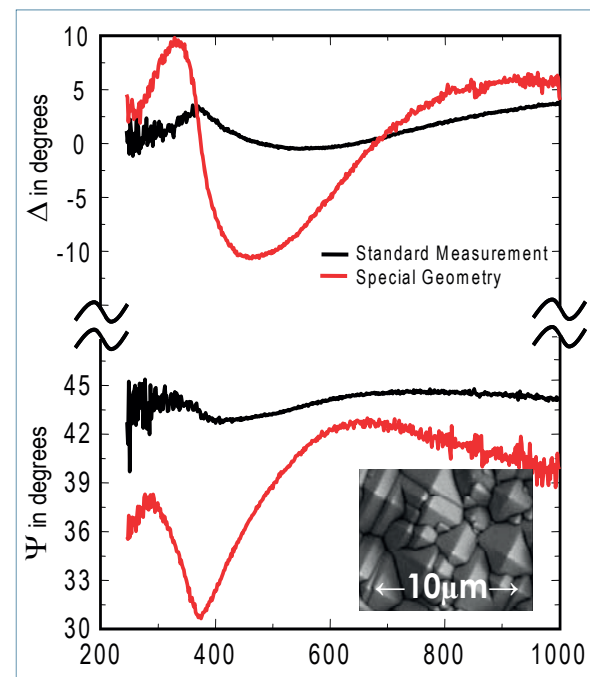 10
5
0
-5
-10
Δ in degrees
Standard Measurement
Special Geometry
45
42
39
36
33
30
Ψ in degrees
←10μm→
200 400 600 800 1000